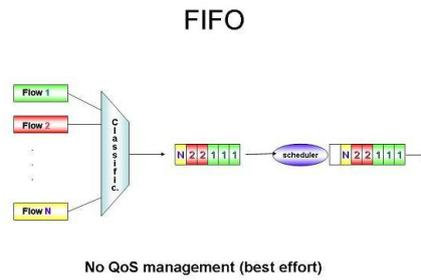 FIFO
Flow 1
Flow 2
.
.
.
Flow N
Classific.
N 2 2 1 1 1
scheduler
N 2 2 1 1 1
No QoS management (best effort)